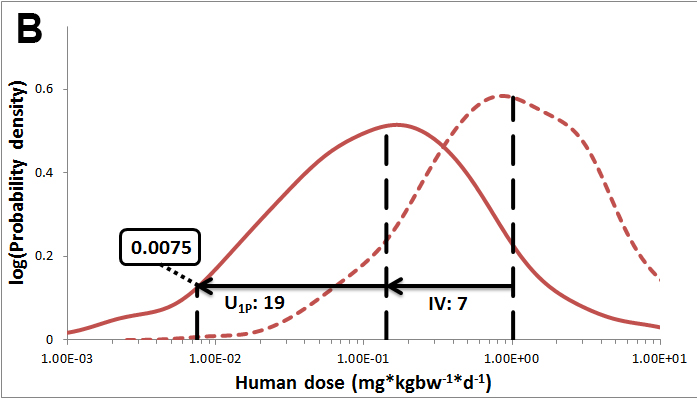 B
log(Probability density)
0.6
0.4
0.2
0
0.0075
U1P: 19
IV: 7
1.00E-03
1.00E-02
1.00E-01
1.00E+00
1.00E+01
Human dose (mg*kgbw-1*d-1)